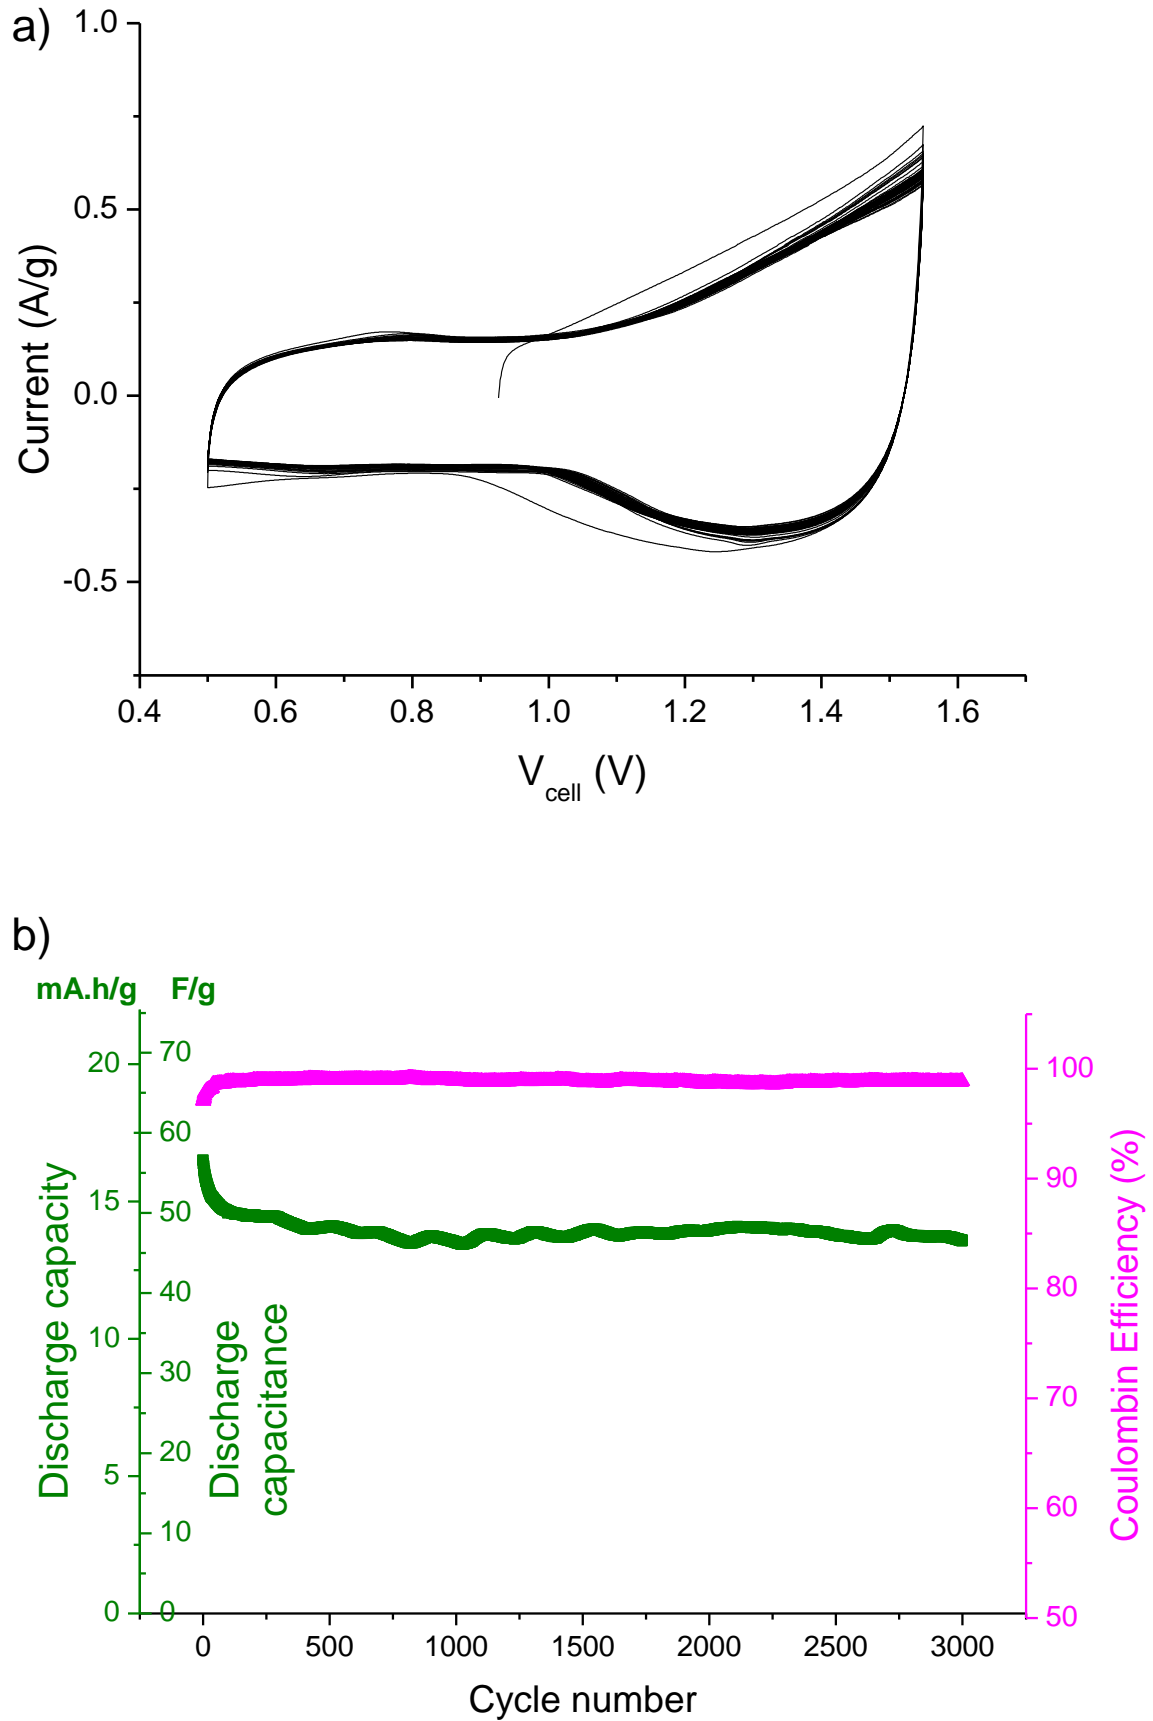 a)
1.0
0.5
0.0
-0.5
Current (A/g)
0.4 0.6 0.8 1.0 1.2 1.4 1.6
Vcell (V)
b)
mA.h/g F/g
20
15
10
5
0
Discharge capacity
70
60
50
40
30
20
10
0
Discharge
capacitance
100
90
80
70
60
50
Coulombin Efficiency (%)
0 500 1000 1500 2000 2500 3000
Cycle number